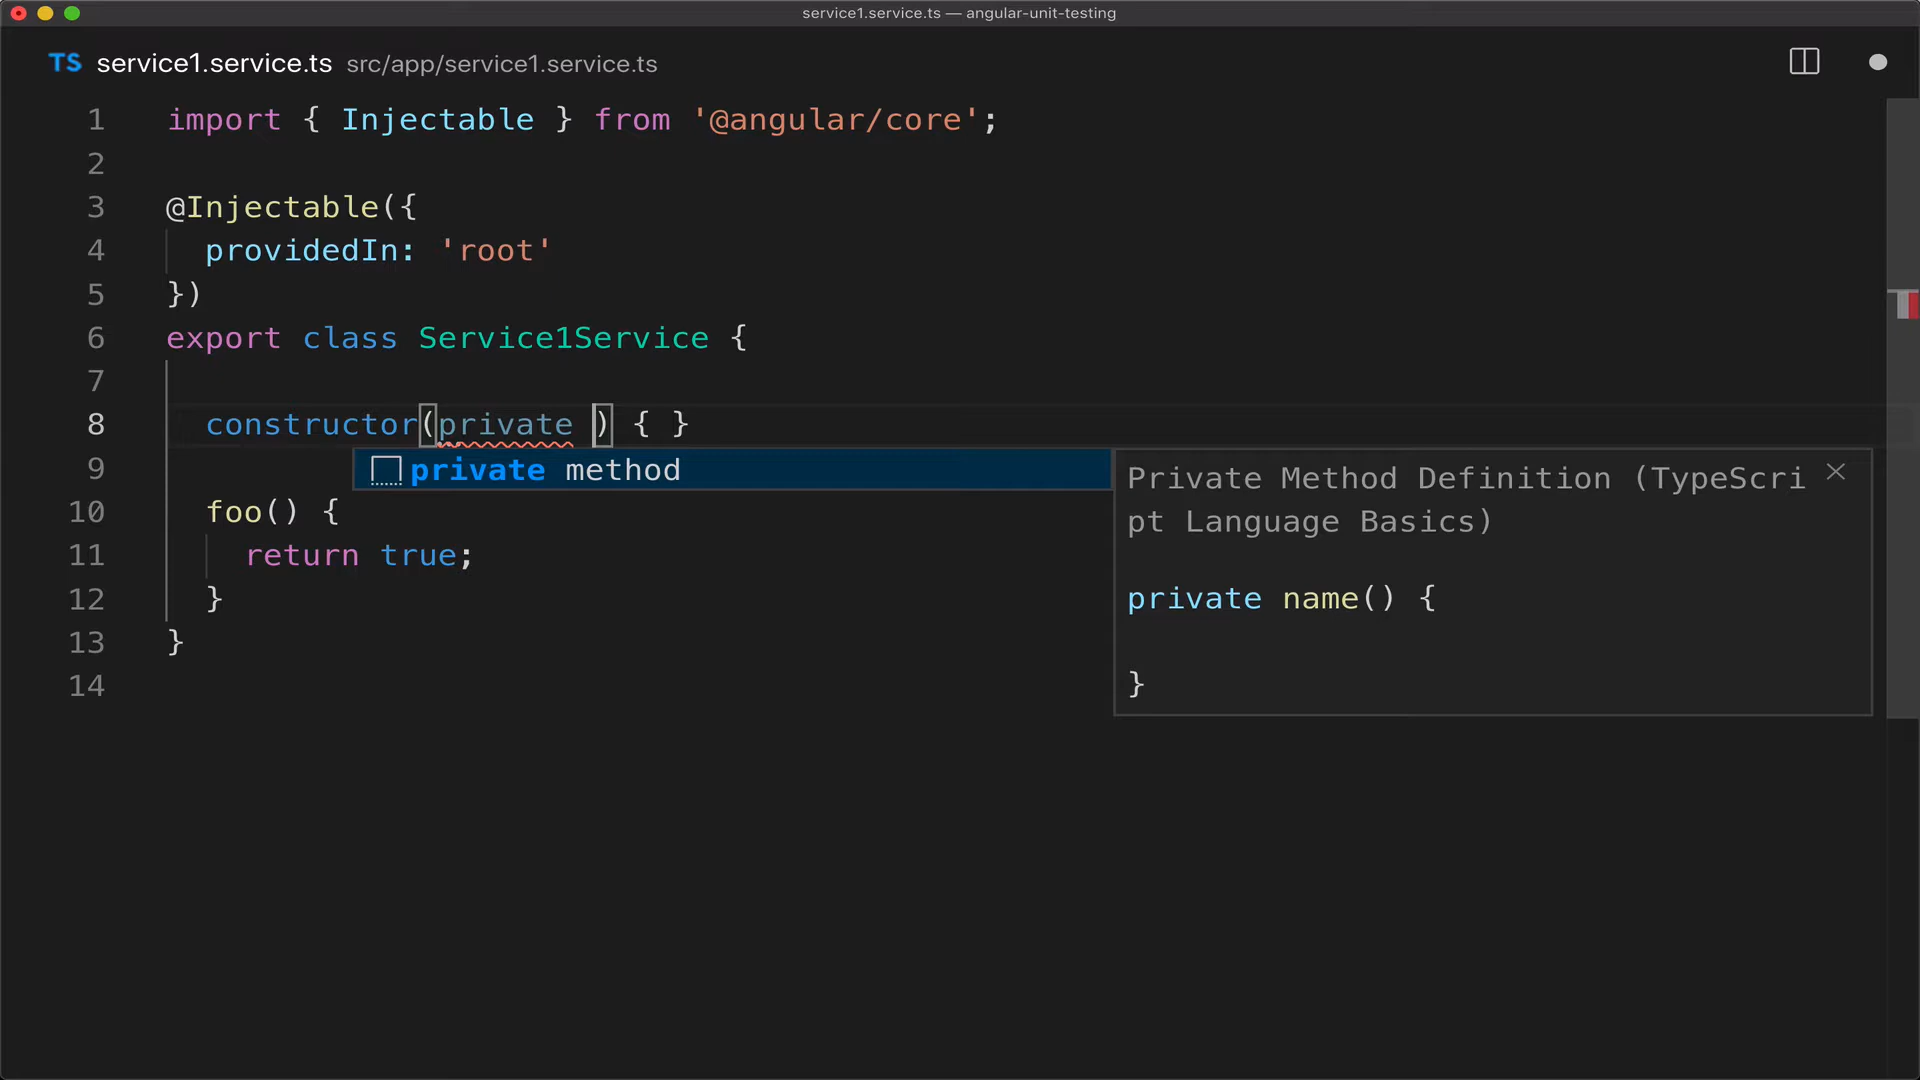 service1.service.ts — angular-unit-testing
TS service1.service.ts src/app/service1.service.ts
1 import { Injectable } from '@angular/core';
2
3 @Injectable({
4 providedIn: 'root'
5 })
6 export class Service1Service {
7
8 constructor(private ) { }
9 private method
10 foo() {
11 return true;
12 }
13 }
14
Private Method Definition (TypeScri
pt Language Basics)
private name() {
}